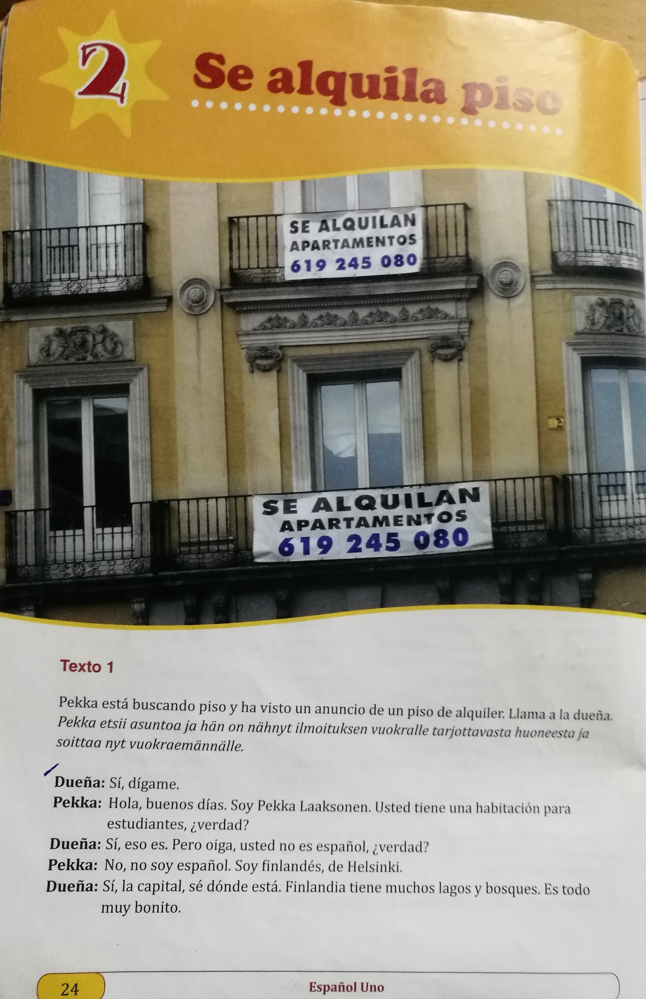 2
Se alquila piso
SE ALQUILAN
APARTAMENTOS
619 245 080
SE ALQUILAN
APARTAMENTOS
619 245 080
Texto 1
Pekka está buscando piso y ha visto un anuncio de un piso de alquiler. Llama a la dueña.
Pekka etsii asuntoa ja hän on nähnyt ilmoituksen vuokralle tarjottavasta huoneesta ja
soittaa nyt vuokraemännälle.
Dueña: Sí, dígame.
Pekka: Hola, buenos días. Soy Pekka Laaksonen. Usted tiene una habitación para
estudiantes, ¿verdad?
Dueña: Sí, eso es. Pero oiga, usted no es español, ¿verdad?
Pekka: No, no soy español. Soy finlandés, de Helsinki.
Dueña: Sí, la capital, sé dónde está. Finlandia tiene muchos lagos y bosques. Es todo
muy bonito.
24
Español Uno